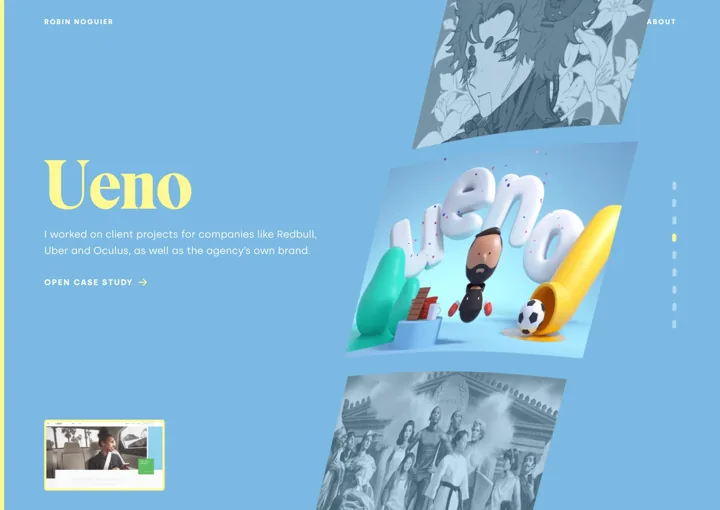 ROBIN NOGUIER
ABOUT
Ueno
ueno
I worked on client projects for companies like Redbull,
Uber and Oculus, as well as the agency's own brand.
OPEN CASE STUDY →